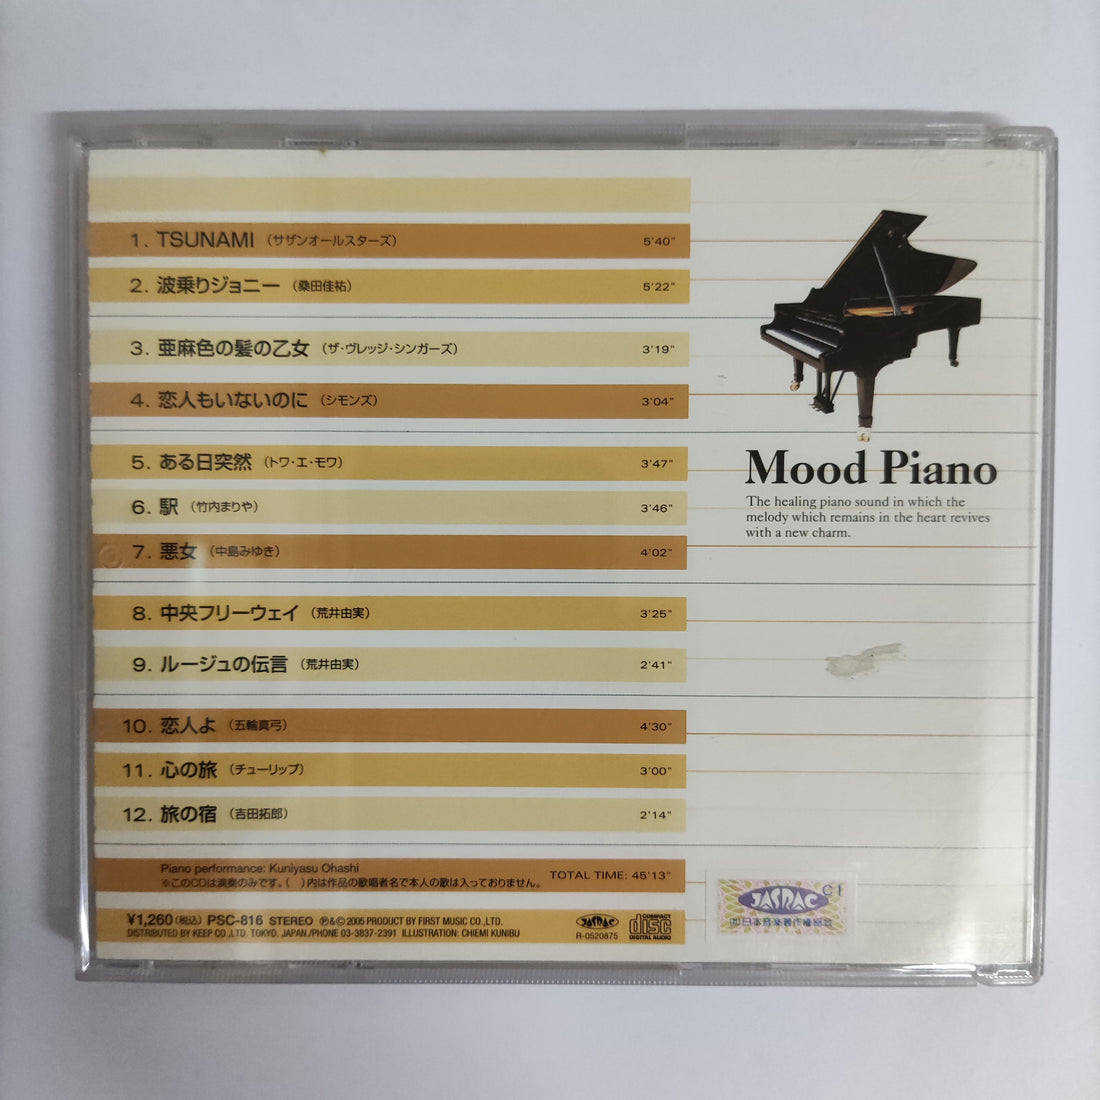 1. TSUNAMI (サザンオールスターズ) 5'40"
2. 波乗りジョニー (桑田佳祐) 5'22"
3. 亜麻色の髪の乙女 (ザ・ヴレッジ・シンガーズ) 3'19"
4. 恋人もいないのに (シモンズ) 3'04"
5. ある日突然 (トワ・エ・モワ) 3'47"
6. 駅 (竹内まりや) 3'46"
7. 悪女 (中島みゆき) 4'02"
8. 中央フリーウェイ (荒井由実) 3'25"
9. ルージュの伝言 (荒井由実) 2'41"
10. 恋人よ (五輪真弓) 4'30"
11. 心の旅 (チューリップ) 3'00"
12. 旅の宿 (吉田拓郎) 2'14"
Mood Piano
The healing piano sound in which the
melody which remains in the heart revives
with a new charm.
Piano performance: Kuniyasu Ohashi
※このCDは演奏のみです。( )内は作品の歌唱者名で本人の歌は入っておりません。
TOTAL TIME: 45'13"
¥1,260(税込) PSC-816 STEREO ℗&©2005 PRODUCT BY FIRST MUSIC CO.,LTD.
DISTRIBUTED BY KEEP CO.,LTD. TOKYO. JAPAN./PHONE 03-3837-2391 ILLUSTRATION: CHIEMI KUNIBU
JASRAC
R-0520875
COMPACT
disc
DIGITAL AUDIO
C1
JASRAC
(社)日本音楽著作権協会